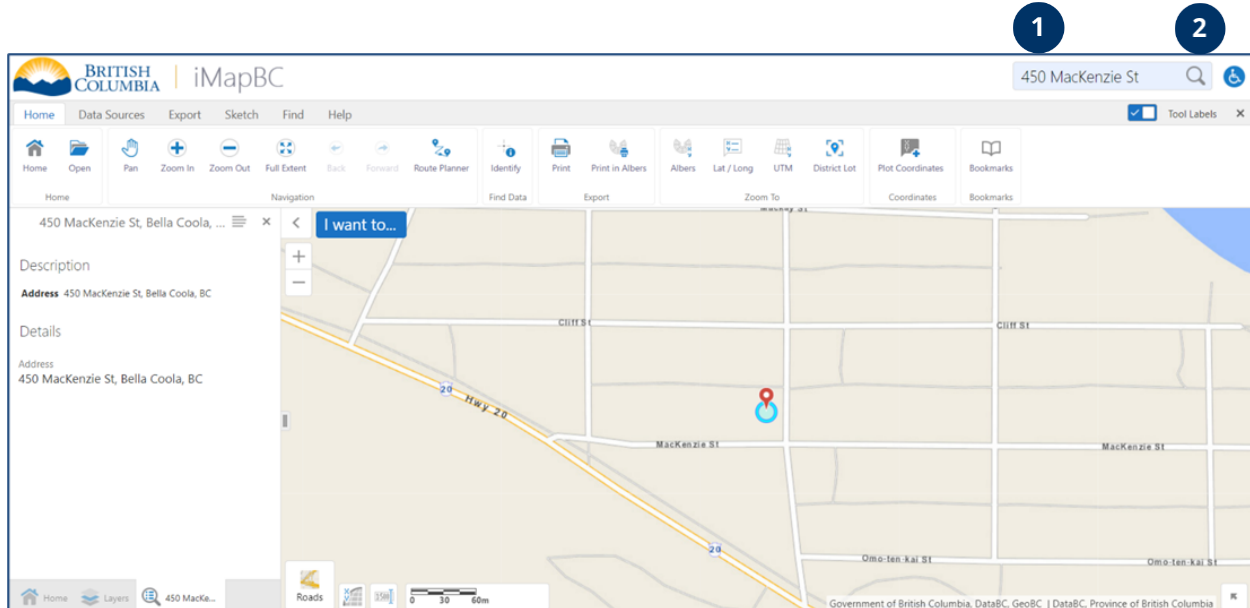 1
2
BRITISH
COLUMBIA
iMapBC
450 MacKenzie St
Home Data Sources Export Sketch Find Help
Tool Labels
Home Open Pan Zoom In Zoom Out Full Extent Back Forward Route Planner Identify Print Print in Albers Albers Lat / Long UTM District Lot Plot Coordinates Bookmarks
Home Navigation Find Data Export Zoom To Coordinates Bookmarks
450 MacKenzie St, Bella Coola, ...
I want to...
Description
Address 450 MacKenzie St, Bella Coola, BC
Details
Address
450 MacKenzie St, Bella Coola, BC
Mackay St
Cliff St
Cliff St
20
Hwy 20
MacKenzie St
MacKenzie St
20
Omo-ten-kai St
Omo-ten-kai St
Home Layers 450 MacKe...
Roads
0 30 60m
Government of British Columbia, DataBC, GeoBC | DataBC, Province of British Columbia